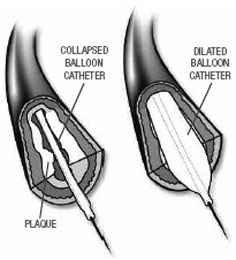 COLLAPSED
BALLOON
CATHETER
DILATED
BALLOON
CATHETER
PLAQUE